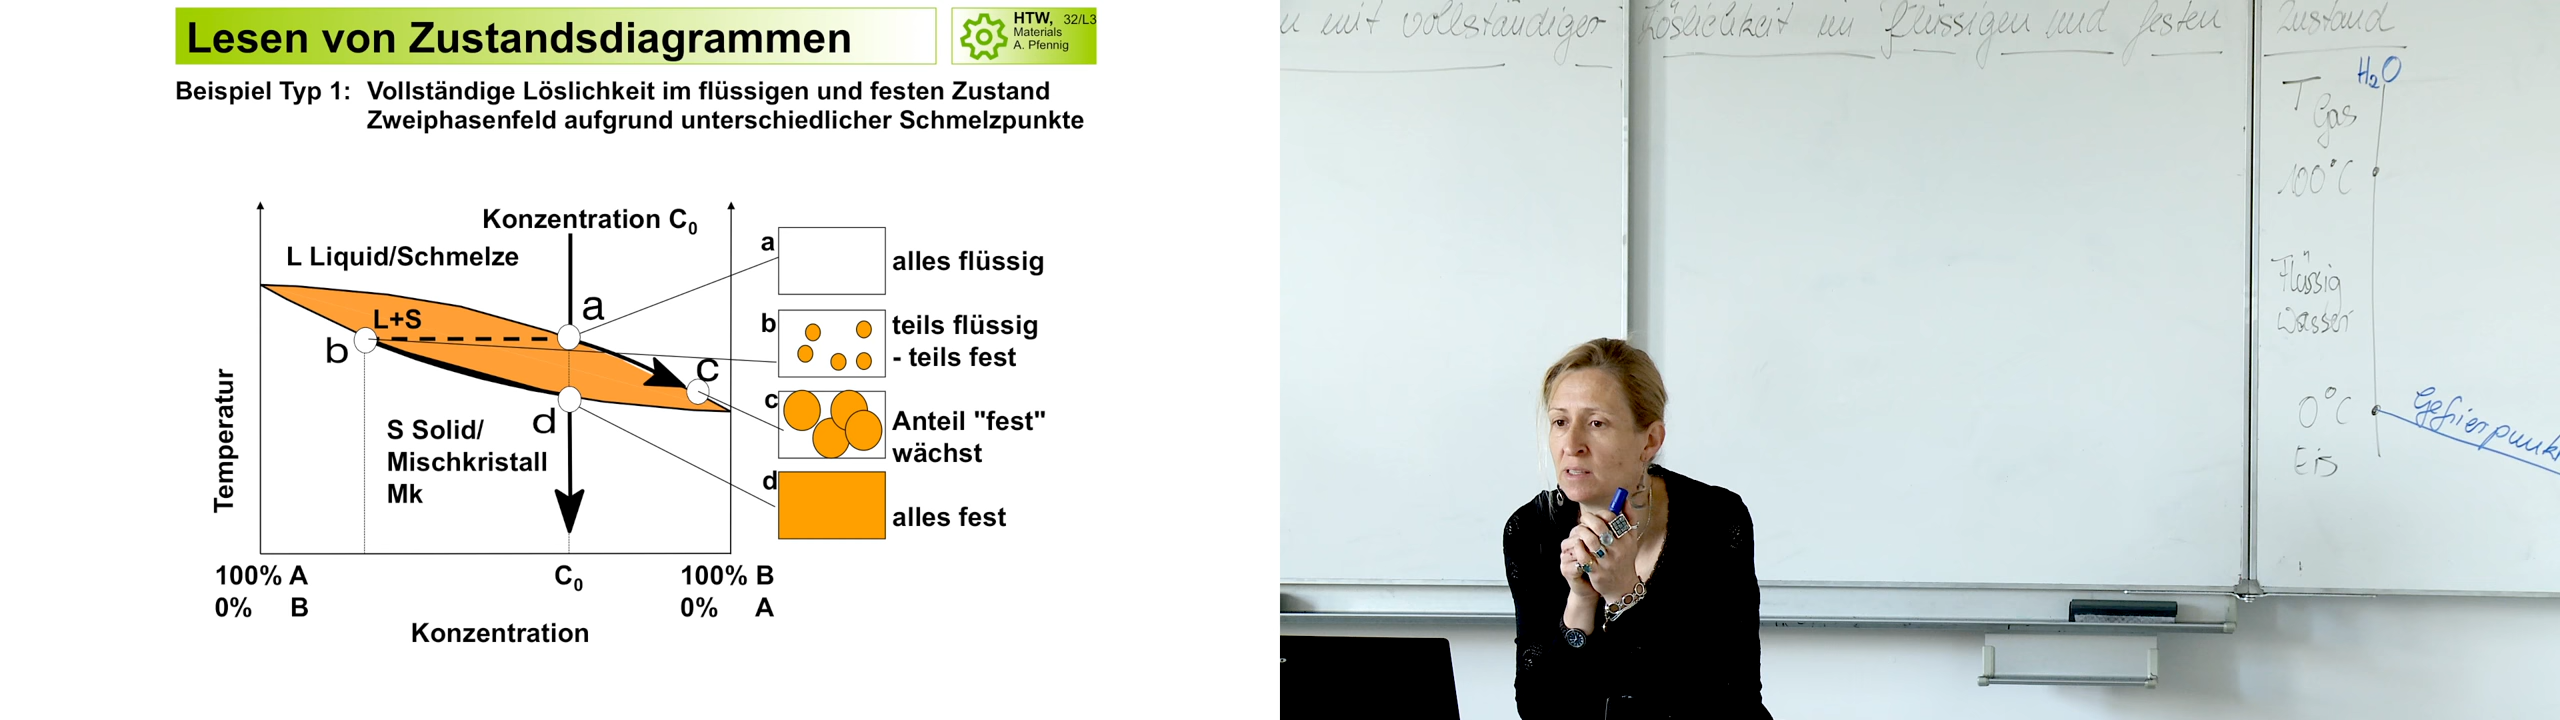 Lesen von Zustandsdiagrammen
HTW, 32/L3
Materials
A. Pfennig
Beispiel Typ 1: Vollständige Löslichkeit im flüssigen und festen Zustand
Zweiphasenfeld aufgrund unterschiedlicher Schmelzpunkte
Konzentration C₀
L Liquid/Schmelze
L+S
a
b
c
d
S Solid/
Mischkristall
Mk
Temperatur
100% A
0% B
C₀
100% B
0% A
Konzentration
a
alles flüssig
b
teils flüssig
- teils fest
c
Anteil "fest"
wächst
d
alles fest
mit vollständiger Löslichkeit im flüssigen und festen Zustand
H₂O
T
Gas
100°C
Flüssig
Wasser
0°C
Gefrierpunkt
Eis